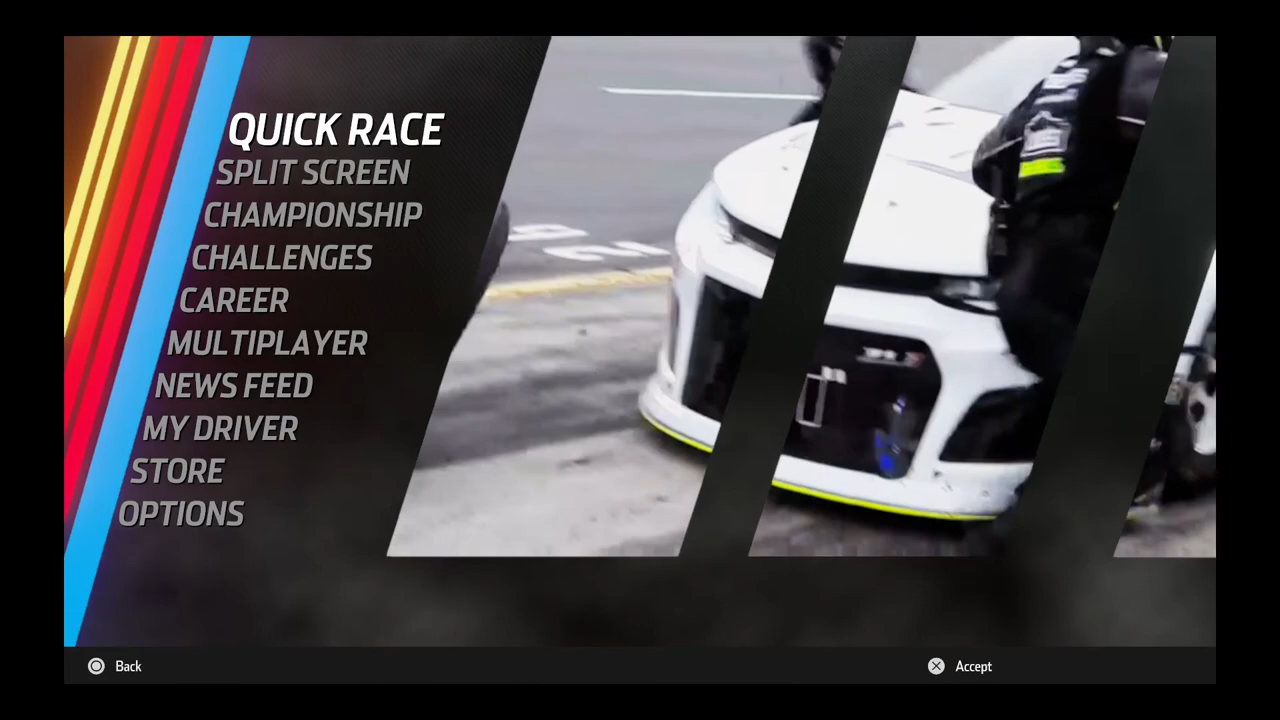 QUICK RACE
SPLIT SCREEN
CHAMPIONSHIP
CHALLENGES
CAREER
MULTIPLAYER
NEWS FEED
MY DRIVER
STORE
OPTIONS
Back
Accept